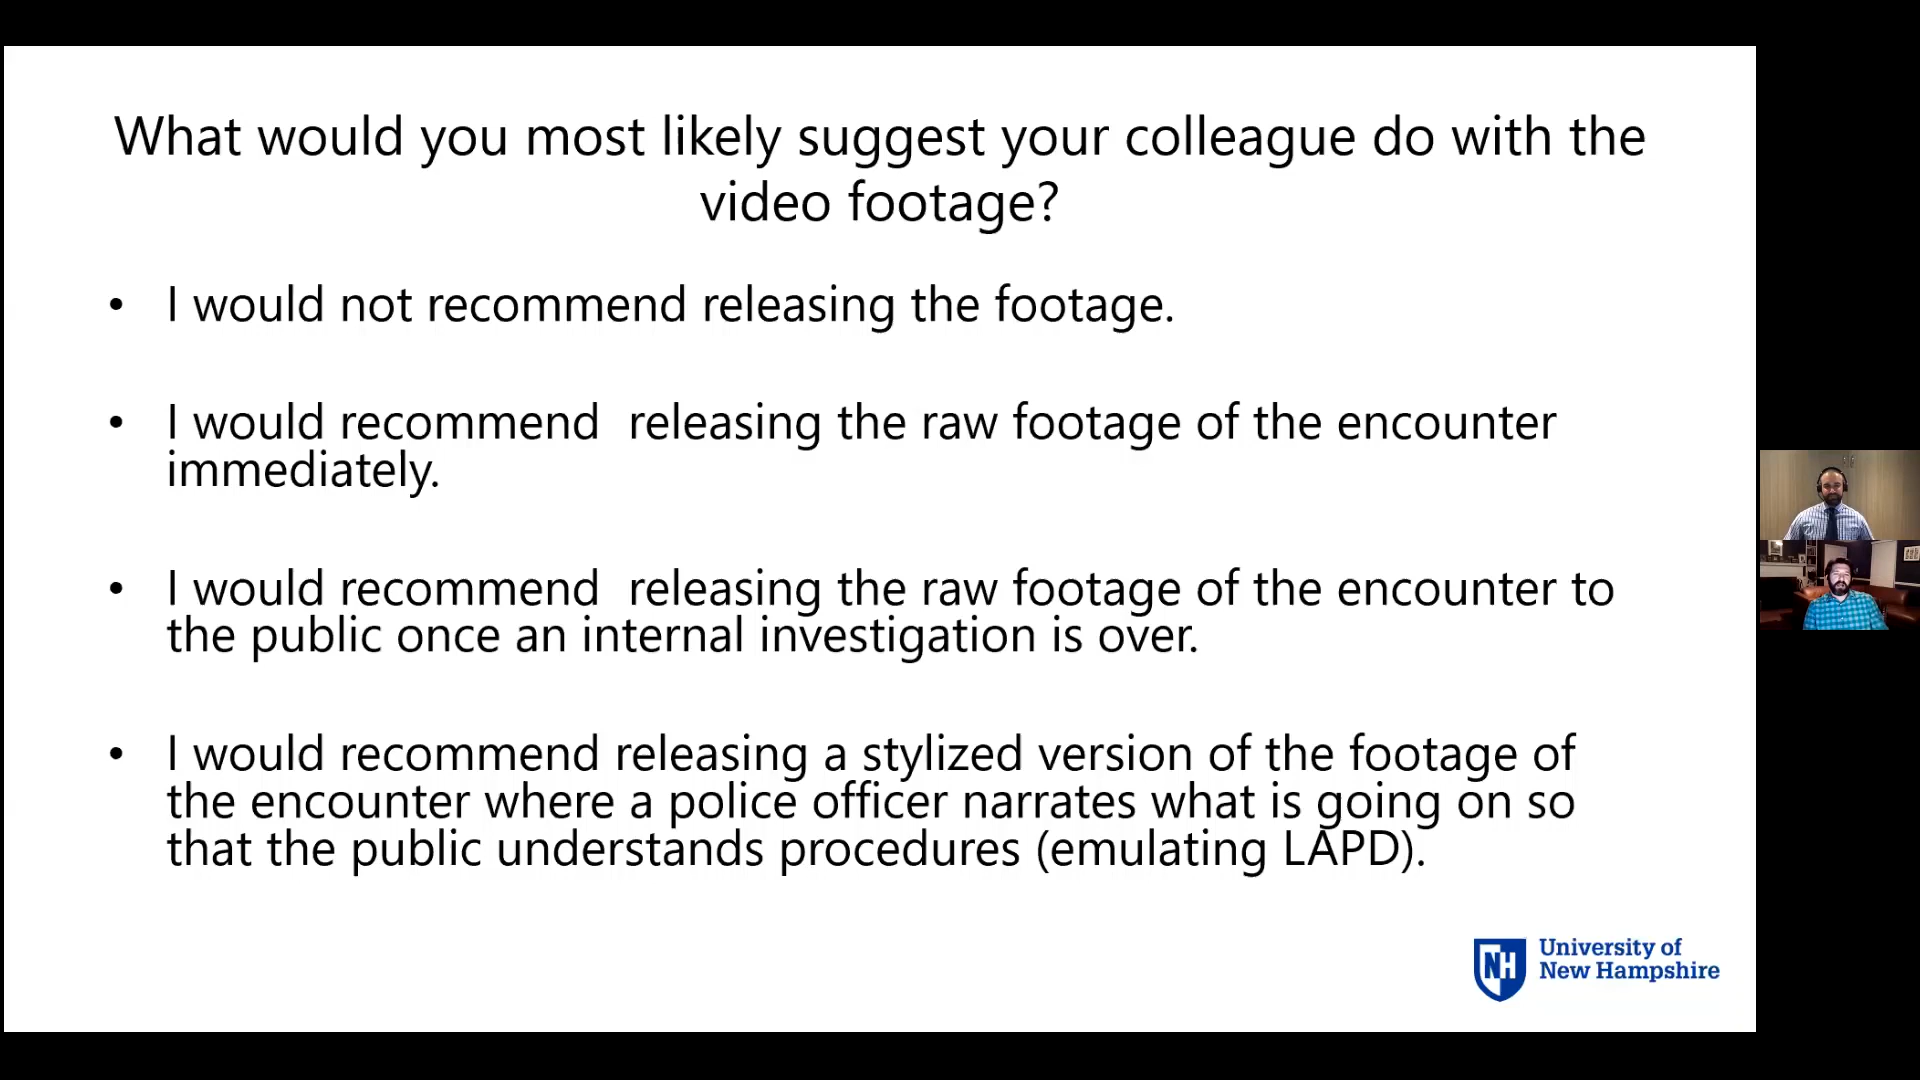 What would you most likely suggest your colleague do with the
video footage?
• I would not recommend releasing the footage.
• I would recommend  releasing the raw footage of the encounter
immediately.
• I would recommend  releasing the raw footage of the encounter to
the public once an internal investigation is over.
• I would recommend releasing a stylized version of the footage of
the encounter where a police officer narrates what is going on so
that the public understands procedures (emulating LAPD).
NH
University of
New Hampshire